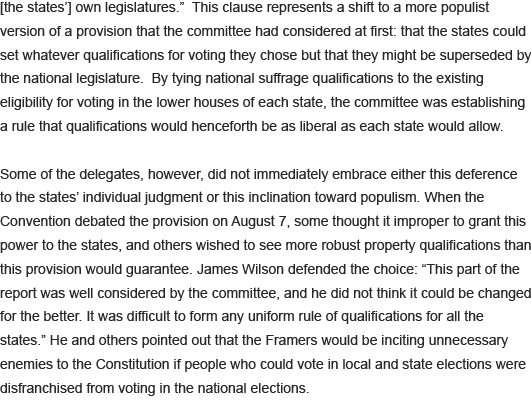 [the states’] own legislatures.”  This clause represents a shift to a more populist
version of a provision that the committee had considered at first: that the states could
set whatever qualifications for voting they chose but that they might be superseded by
the national legislature.  By tying national suffrage qualifications to the existing
eligibility for voting in the lower houses of each state, the committee was establishing
a rule that qualifications would henceforth be as liberal as each state would allow.

Some of the delegates, however, did not immediately embrace either this deference
to the states’ individual judgment or this inclination toward populism. When the
Convention debated the provision on August 7, some thought it improper to grant this
power to the states, and others wished to see more robust property qualifications than
this provision would guarantee. James Wilson defended the choice: “This part of the
report was well considered by the committee, and he did not think it could be changed
for the better. It was difficult to form any uniform rule of qualifications for all the
states.” He and others pointed out that the Framers would be inciting unnecessary
enemies to the Constitution if people who could vote in local and state elections were
disfranchised from voting in the national elections.